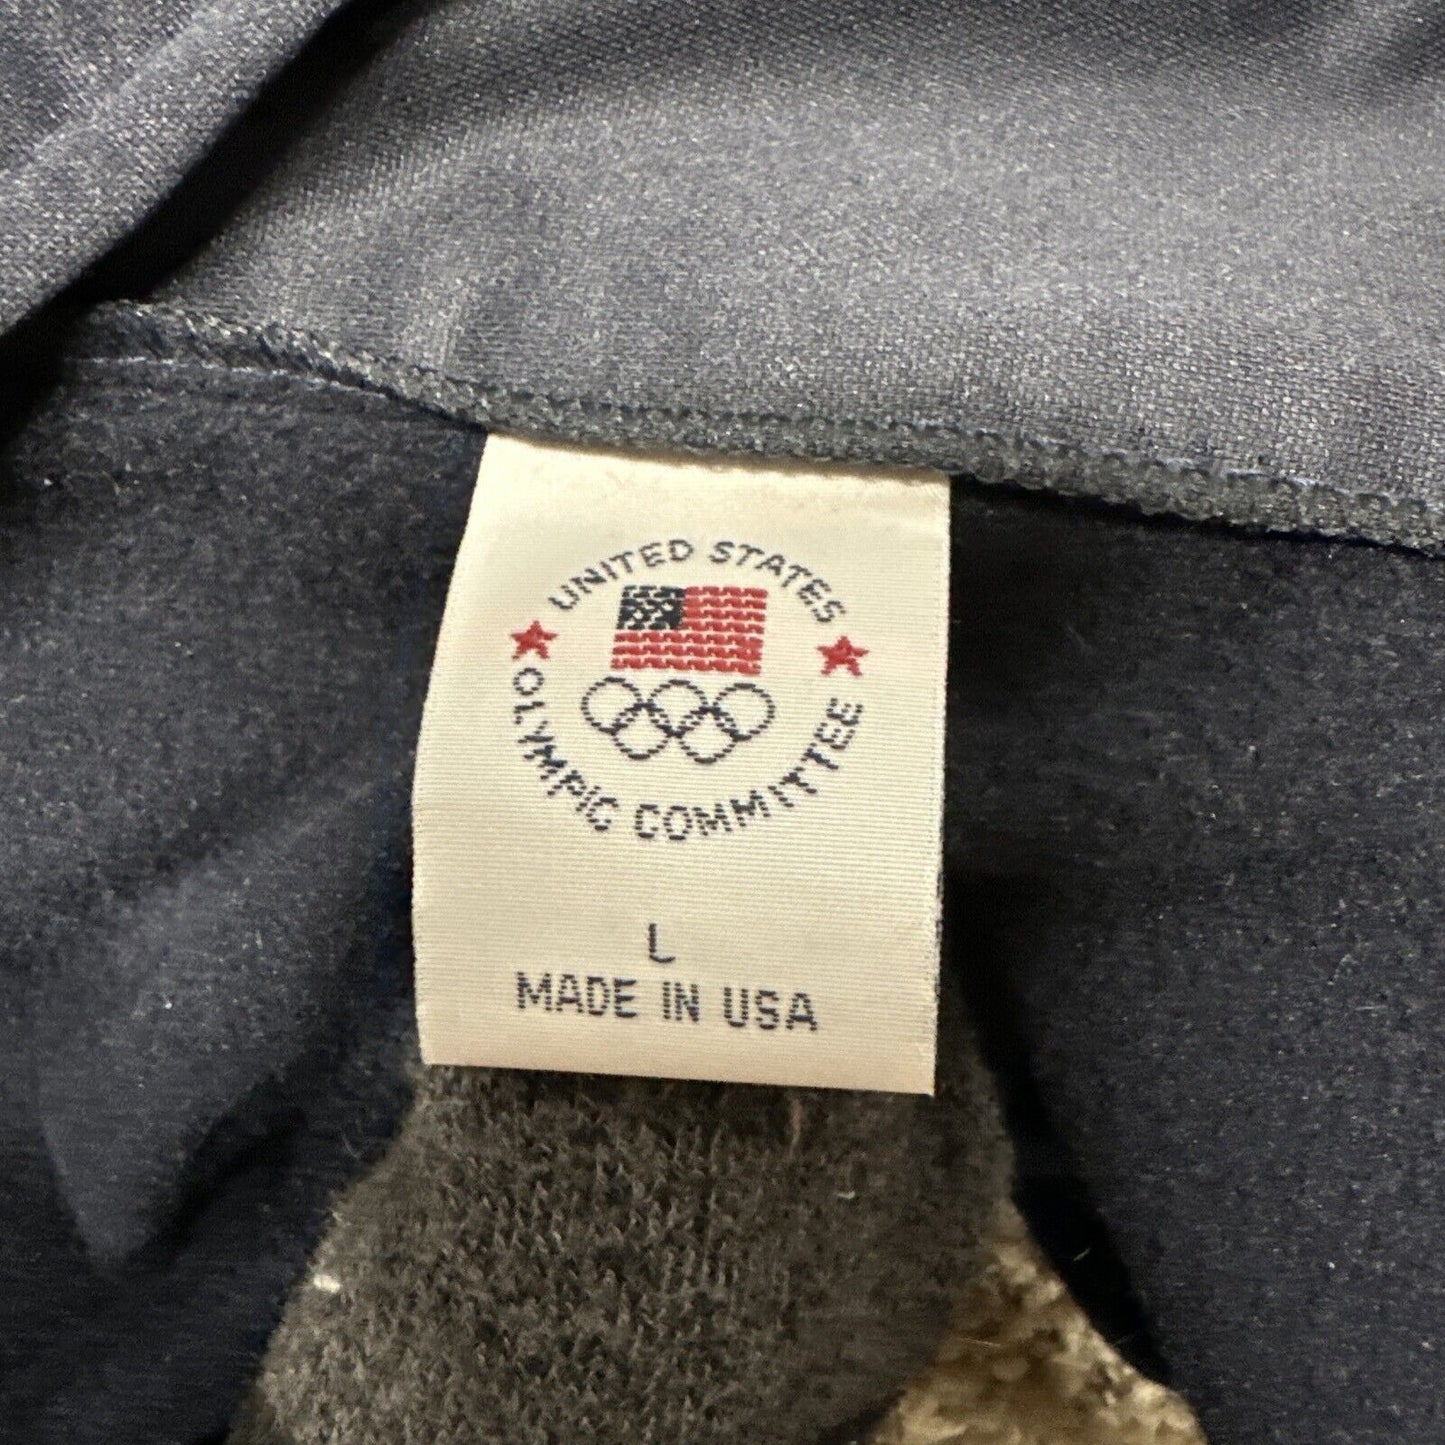 UNITED STATES
OLYMPIC COMMITTEE
L
MADE IN USA